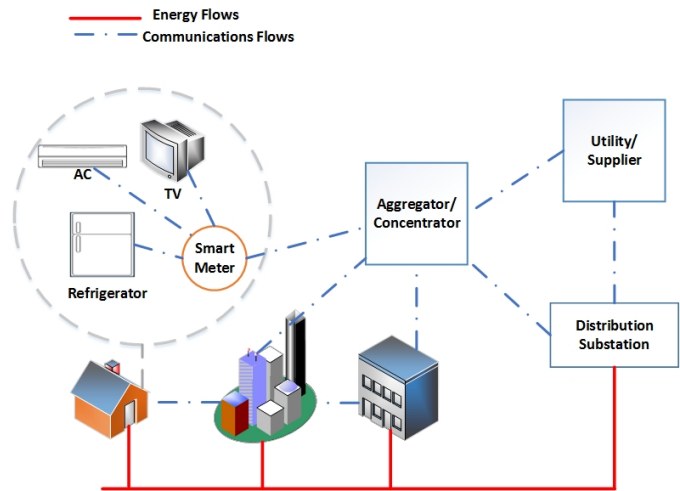 Energy Flows
Communications Flows
AC
TV
Refrigerator
Smart
Meter
Aggregator/
Concentrator
Utility/
Supplier
Distribution
Substation